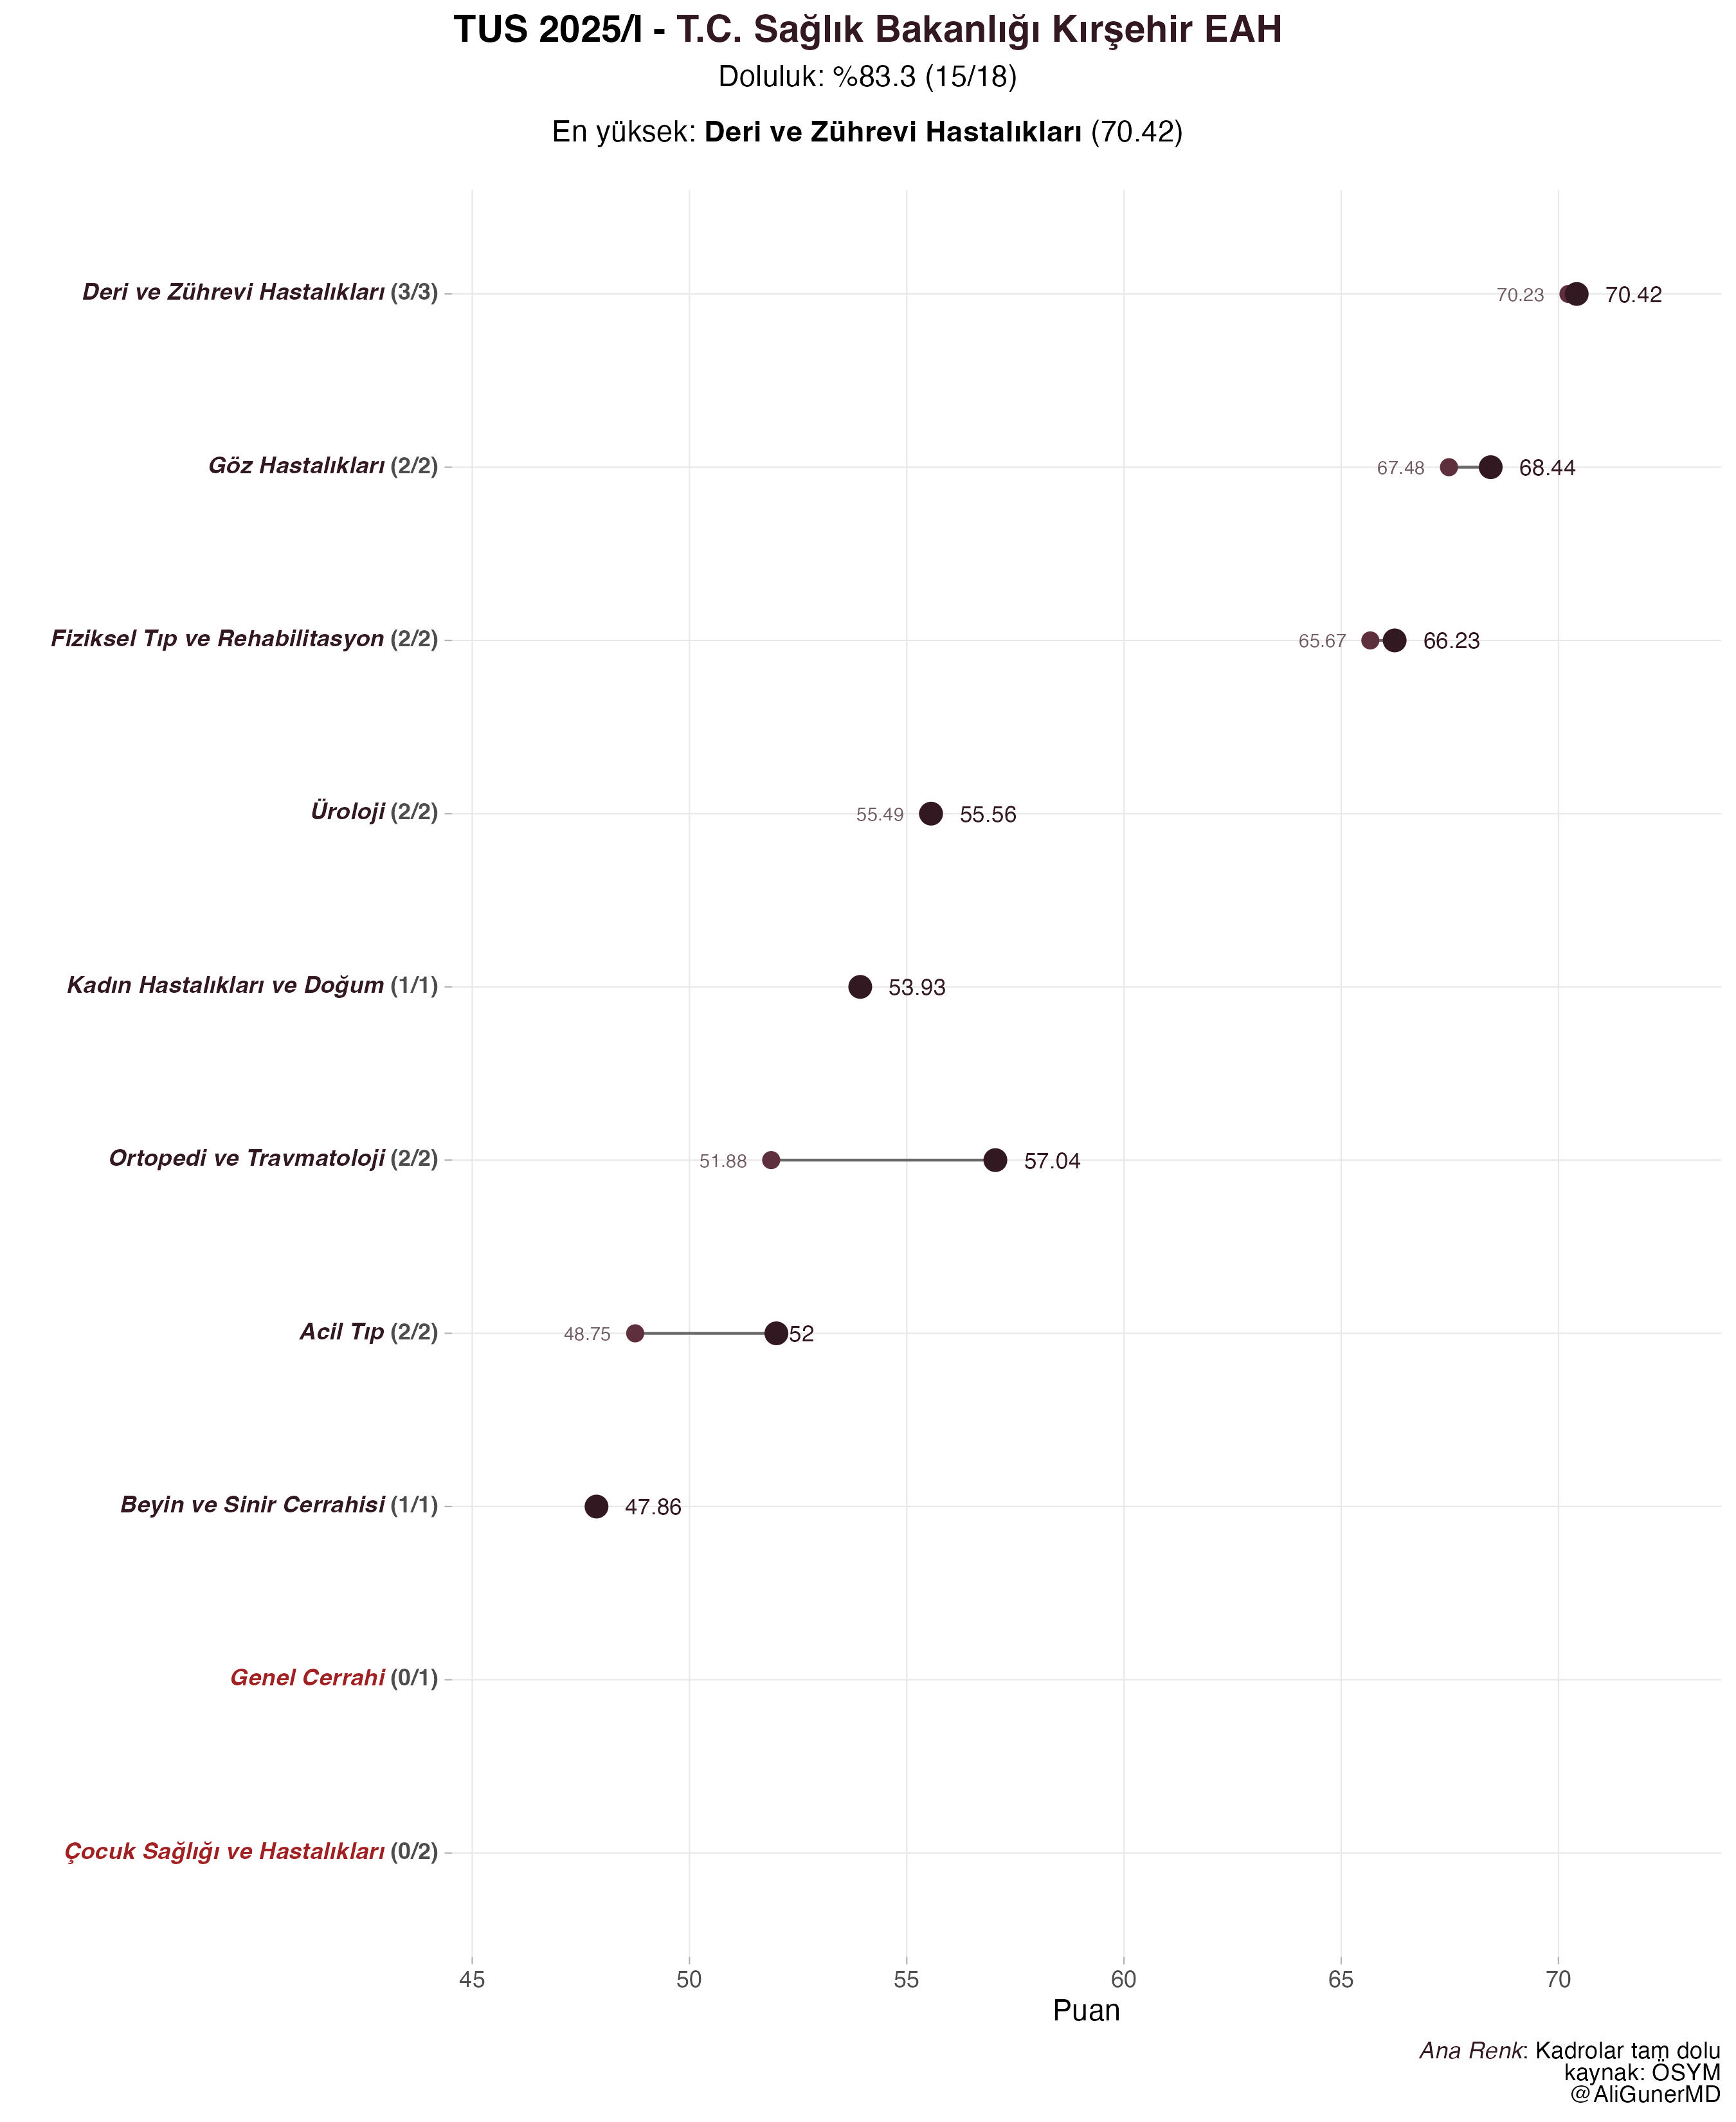 TUS 2025/I - T.C. Sağlık Bakanlığı Kırşehir EAH
Doluluk: %83.3 (15/18)
En yüksek: Deri ve Zührevi Hastalıkları (70.42)
Deri ve Zührevi Hastalıkları (3/3) 70.23 70.42
Göz Hastalıkları (2/2) 67.48 68.44
Fiziksel Tıp ve Rehabilitasyon (2/2) 65.67 66.23
Üroloji (2/2) 55.49 55.56
Kadın Hastalıkları ve Doğum (1/1) 53.93
Ortopedi ve Travmatoloji (2/2) 51.88 57.04
Acil Tıp (2/2) 48.75 52
Beyin ve Sinir Cerrahisi (1/1) 47.86
Genel Cerrahi (0/1)
Çocuk Sağlığı ve Hastalıkları (0/2)
45 50 55 60 65 70
Puan
Ana Renk: Kadrolar tam dolu
kaynak: ÖSYM
@AliGunerMD